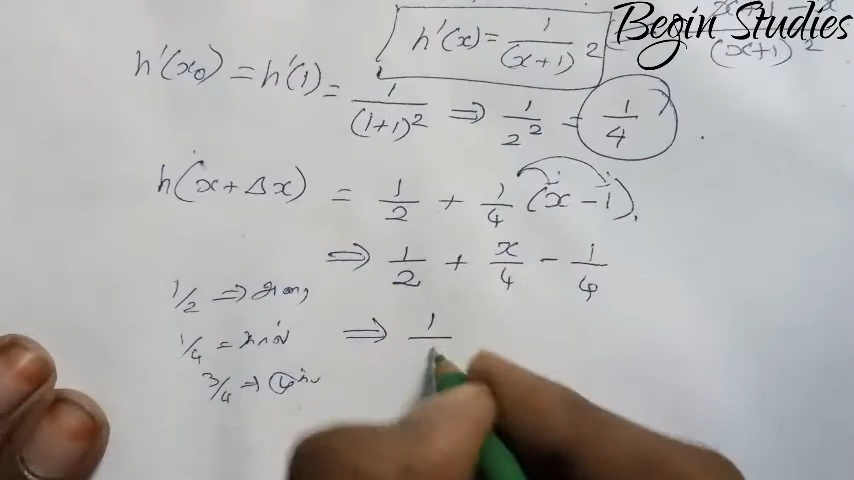 Begin Studies
h'(x) = 1/(x+1)²
h'(x₀) = h'(1) = 1/(1+1)² ⇒ 1/2² = 1/4
h(x + Δx) = 1/2 + 1/4 (x − 1).
⇒ 1/2 + x/4 − 1/4
1/2 ⇒ அரை
1/4 = கால்
⇒ 1
3/4 ⇒